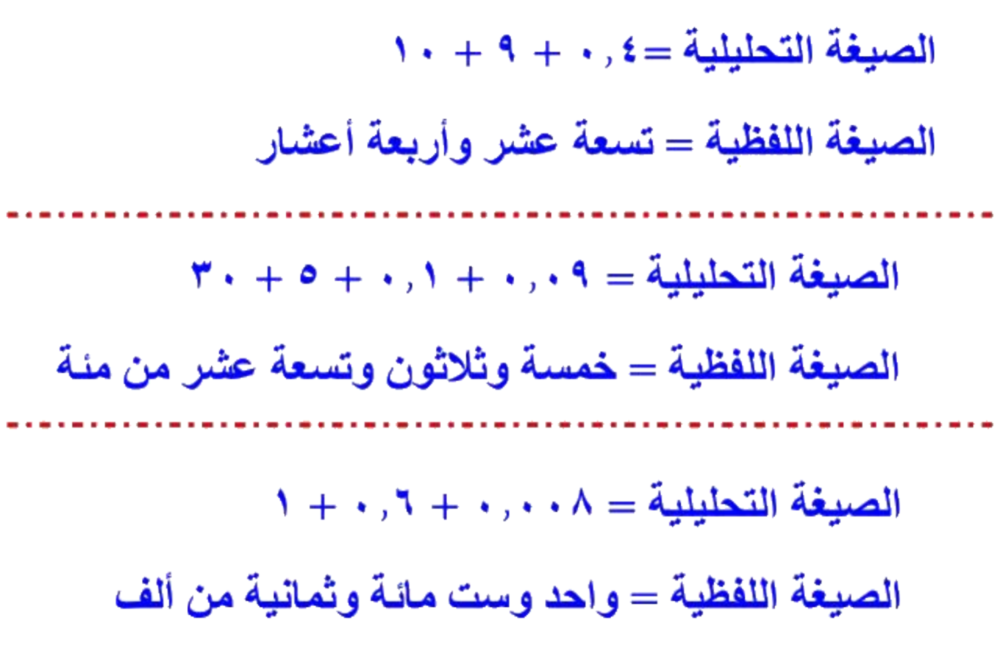 الصيغة التحليلية =٠,٤ + ٩ + ١٠
الصيغة اللفظية = تسعة عشر وأربعة أعشار
الصيغة التحليلية = ٠,٠٩ + ٠,١ + ٥ + ٣٠
الصيغة اللفظية = خمسة وثلاثون وتسعة عشر من مئة
الصيغة التحليلية = ٠,٠٠٨ + ٠,٦ + ١
الصيغة اللفظية = واحد وست مائة وثمانية من ألف